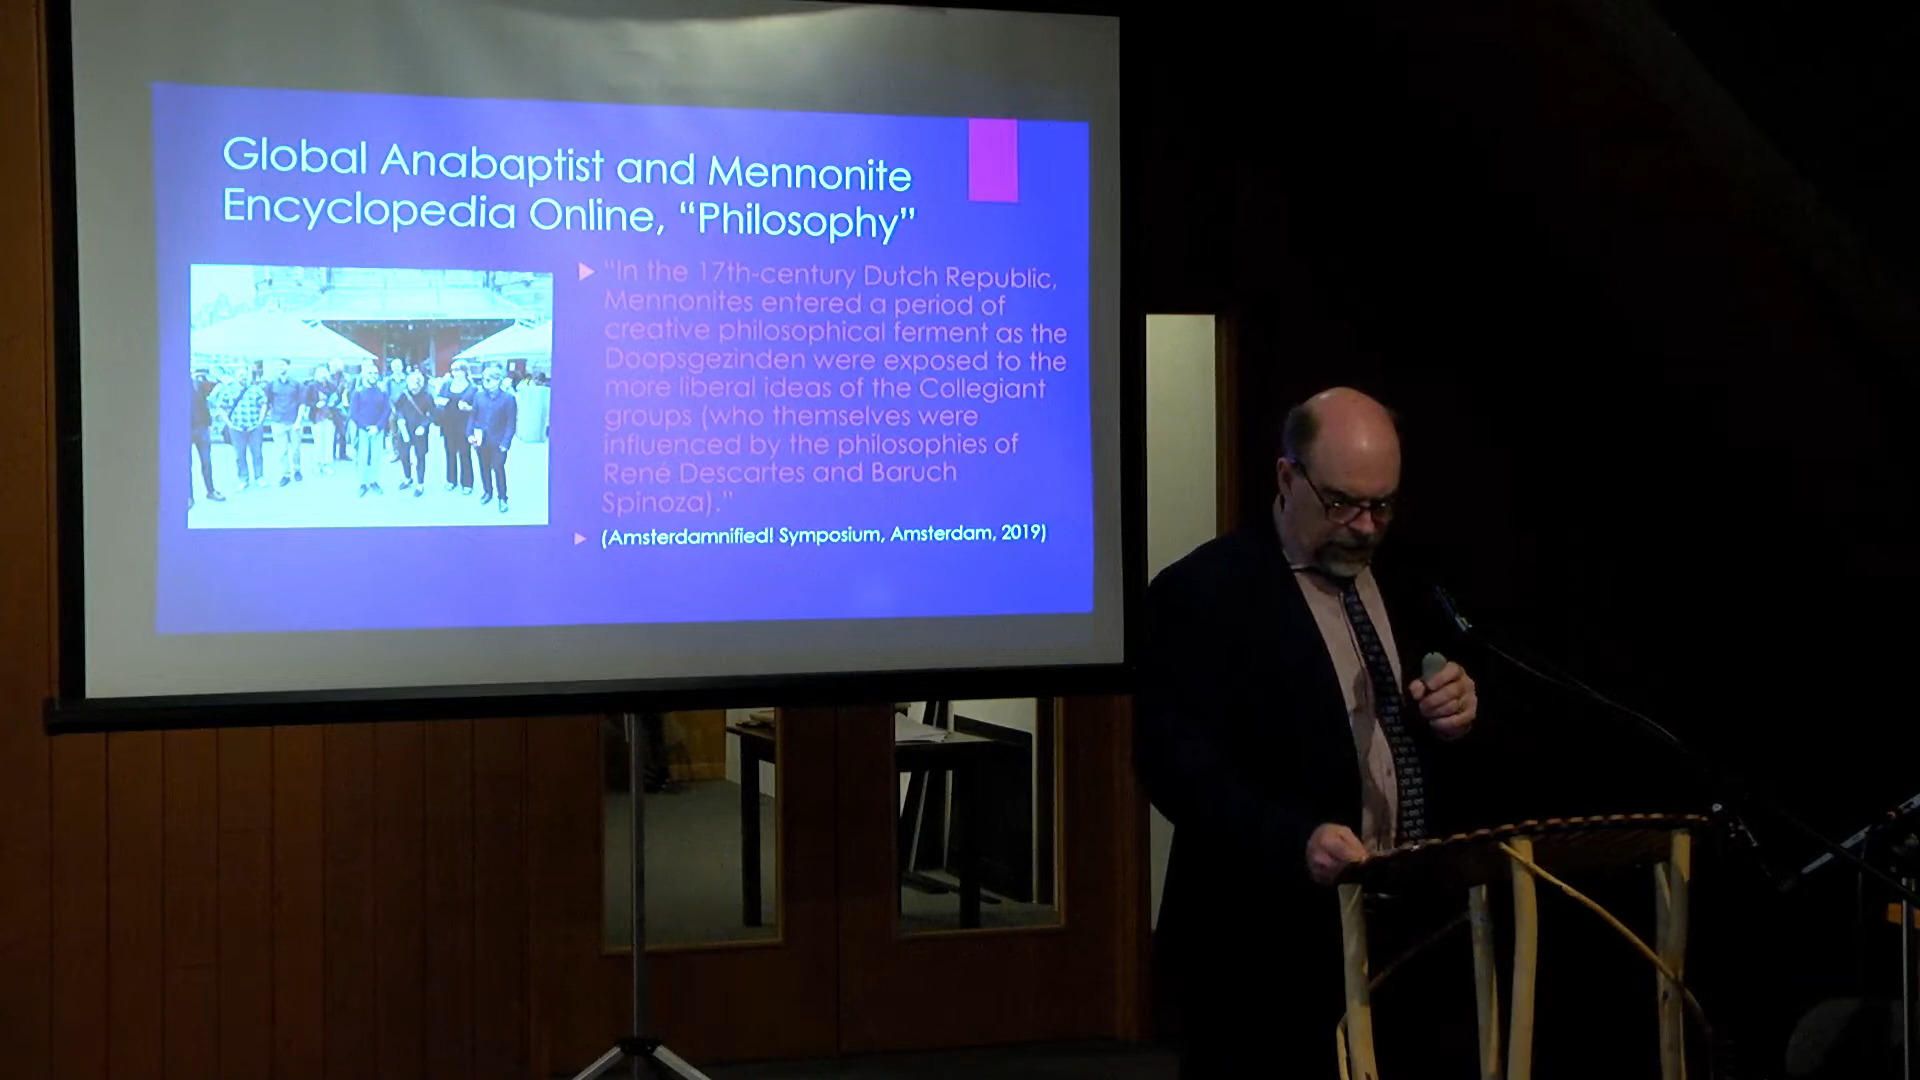 Global Anabaptist and Mennonite
Encyclopedia Online, “Philosophy”
“In the 17th-century Dutch Republic,
Mennonites entered a period of
creative philosophical ferment as the
Doopsgezinden were exposed to the
more liberal ideas of the Collegiant
groups (who themselves were
influenced by the philosophies of
René Descartes and Baruch
Spinoza).”
(Amsterdamnified! Symposium, Amsterdam, 2019)